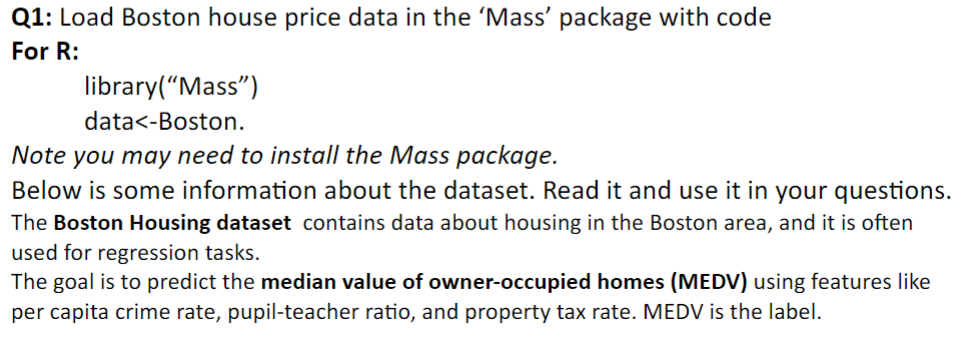 Q1: Load Boston house price data in the ‘Mass’ package with code
For R:
library(“Mass”)
data<-Boston.
Note you may need to install the Mass package.
Below is some information about the dataset. Read it and use it in your questions.
The Boston Housing dataset  contains data about housing in the Boston area, and it is often
used for regression tasks.
The goal is to predict the median value of owner-occupied homes (MEDV) using features like
per capita crime rate, pupil-teacher ratio, and property tax rate. MEDV is the label.